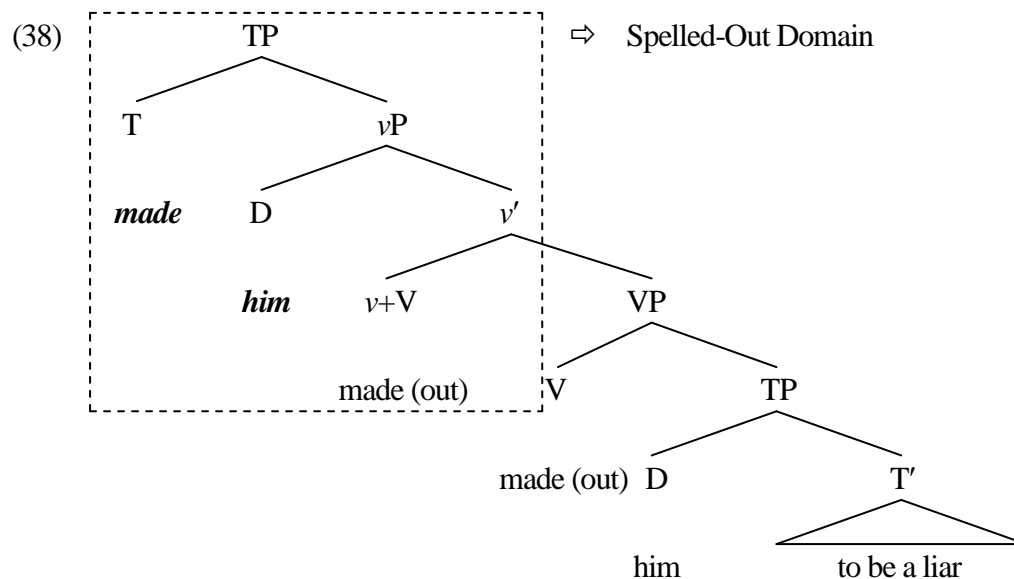 (38) TP ⇨ Spelled-Out Domain
T vP
made D v′
him v+V VP
made (out) V TP
made (out) D T′
him to be a liar